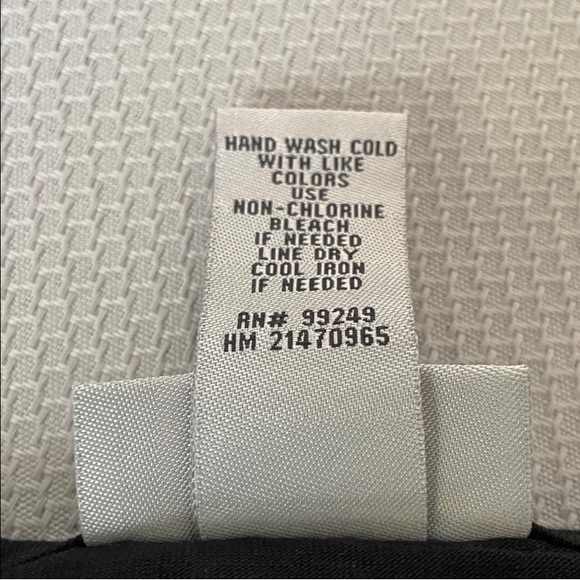 HAND WASH COLD
WITH LIKE
COLORS
USE
NON-CHLORINE
BLEACH
IF NEEDED
LINE DRY
COOL IRON
IF NEEDED
RN# 99249
HM 21470965